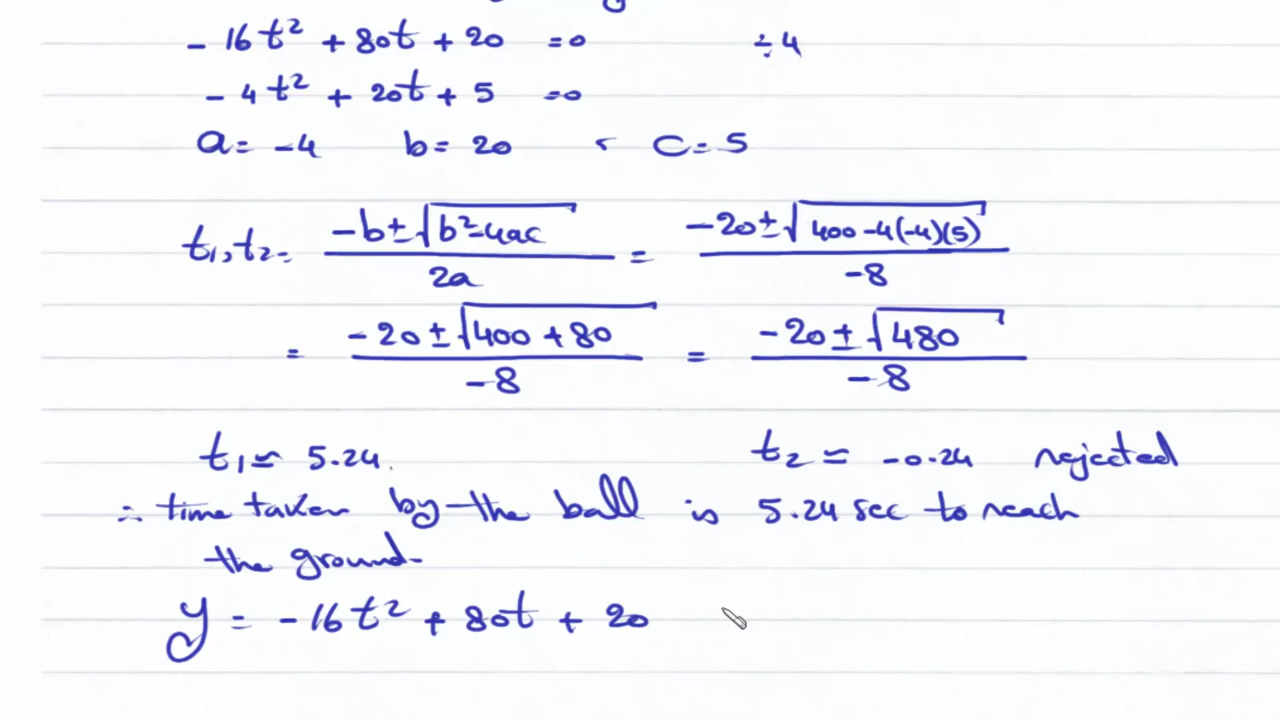 - 16t² + 80t + 20 = 0 ÷ 4
- 4t² + 20t + 5 = 0
a = -4 b = 20 , c = 5
t₁, t₂ = (-b ± √(b² - 4ac)) / 2a = (-20 ± √(400 - 4(-4)(5))) / -8
= (-20 ± √(400 + 80)) / -8 = (-20 ± √480) / -8
t₁ ≃ 5.24. t₂ ≃ -0.24 rejected
∴ time taken by the ball is 5.24 sec to reach
the ground.
y = -16t² + 80t + 20